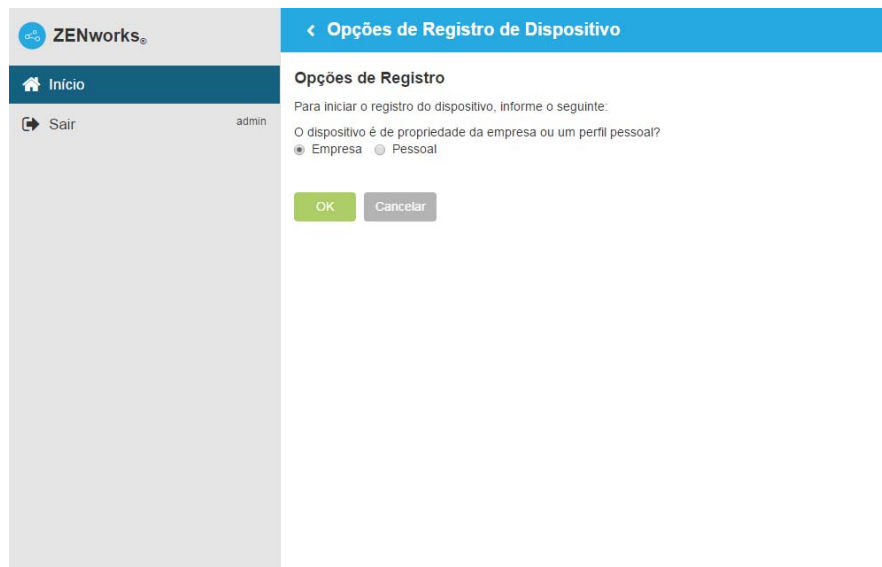 ZENworks®
Início
Sair
admin
Opções de Registro de Dispositivo
Opções de Registro
Para iniciar o registro do dispositivo, informe o seguinte:
O dispositivo é de propriedade da empresa ou um perfil pessoal?
Empresa Pessoal
OK Cancelar